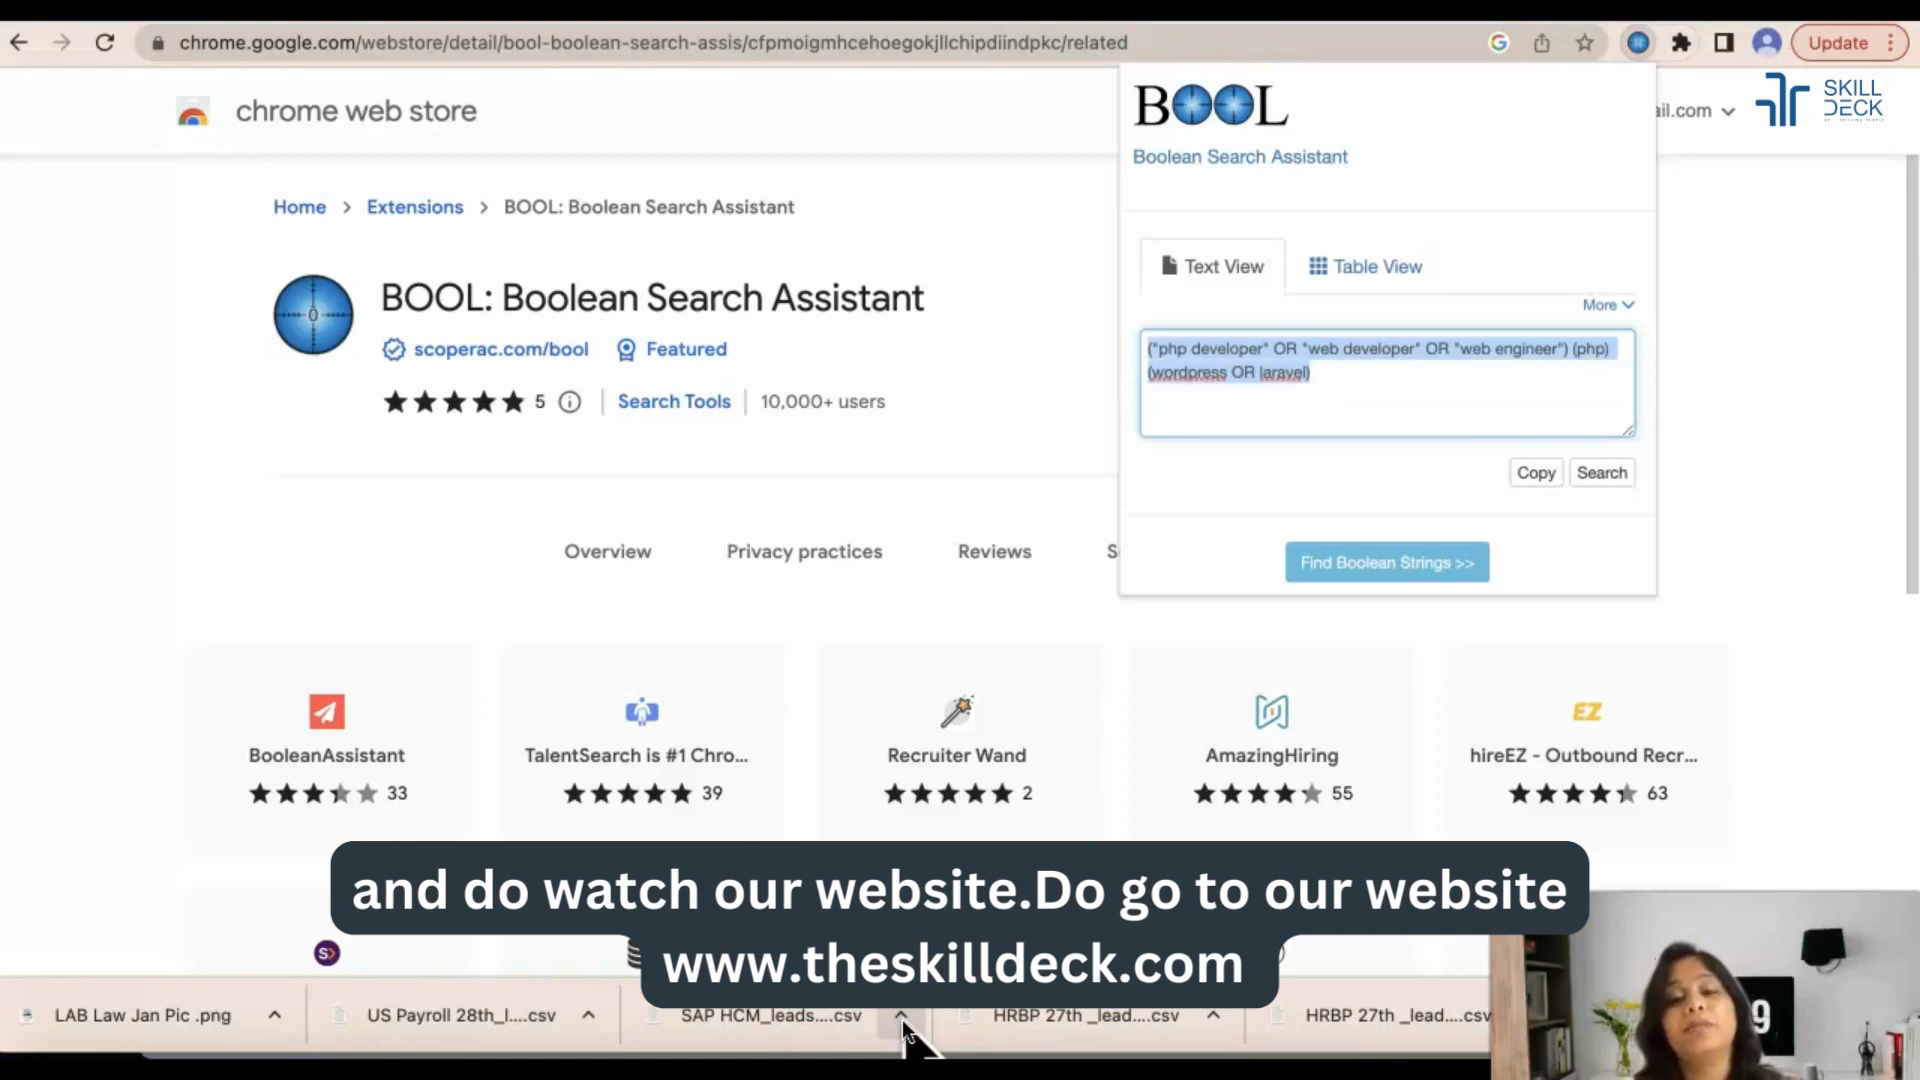 chrome.google.com/webstore/detail/bool-boolean-search-assis/cfpmoigmhcehoegokjllchipdiindpkc/related
Update
chrome web store
BOOL
ail.com
SKILL
DECK
Boolean Search Assistant
Home > Extensions > BOOL: Boolean Search Assistant
Text View
Table View
More
BOOL: Boolean Search Assistant
scoperac.com/bool
Featured
("php developer" OR "web developer" OR "web engineer") (php)
(wordpress OR laravel)
5
Search Tools
10,000+ users
Copy
Search
Overview
Privacy practices
Reviews
S
Find Boolean Strings >>
EZ
BooleanAssistant
TalentSearch is #1 Chro...
Recruiter Wand
AmazingHiring
hireEZ - Outbound Recr...
33
39
2
55
63
and do watch our website.Do go to our website
www.theskilldeck.com
LAB Law Jan Pic .png
US Payroll 28th_l....csv
SAP HCM_leads....csv
HRBP 27th _lead....csv
HRBP 27th _lead....csv
9